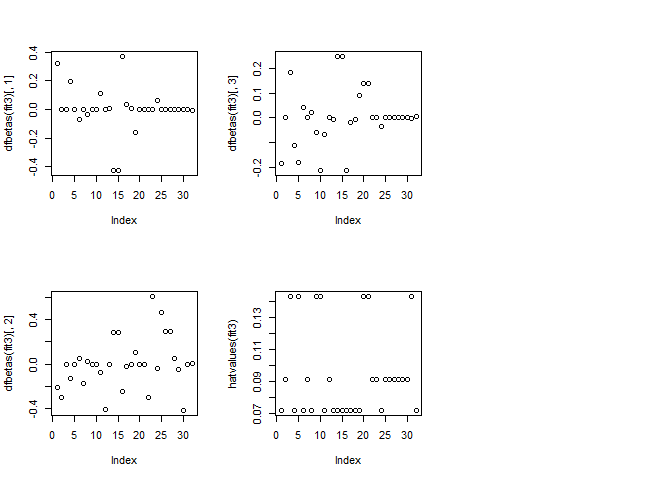 dfbetas(fit3)[, 1]
0.4
0.2
0.0
-0.2
-0.4
0 5 10 15 20 25 30
Index
dfbetas(fit3)[, 3]
0.2
0.1
0.0
-0.2
0 5 10 15 20 25 30
Index
dfbetas(fit3)[, 2]
0.4
0.0
-0.4
0 5 10 15 20 25 30
Index
hatvalues(fit3)
0.13
0.11
0.09
0.07
0 5 10 15 20 25 30
Index